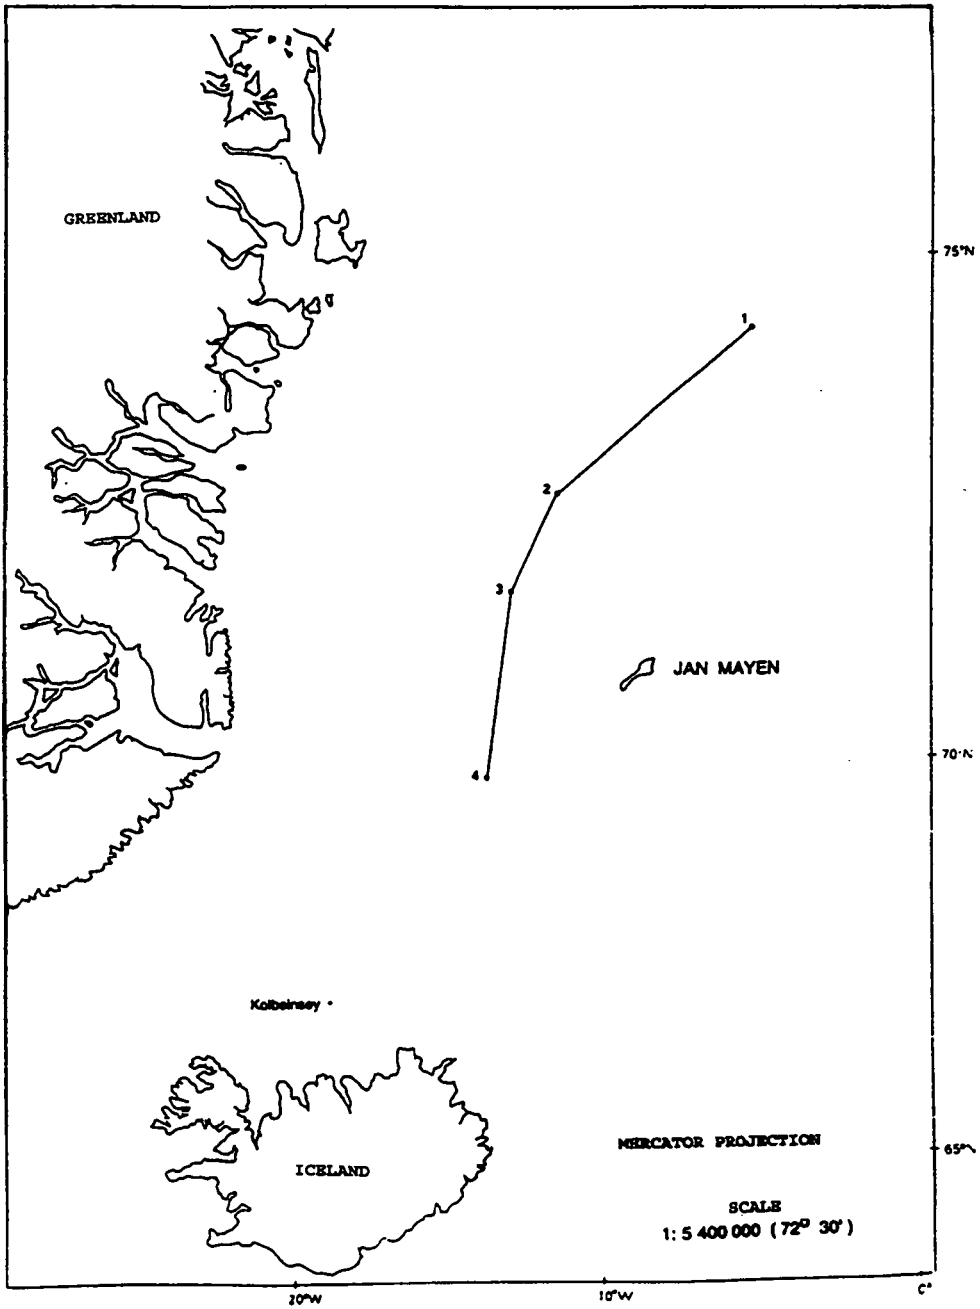 GREENLAND
75°N
1
2
3
JAN MAYEN
70°N
4
Kolbeinsey
MERCATOR PROJECTION
65°
ICELAND
SCALE
1: 5 400 000 (72° 30')
20°W
10°W
C°